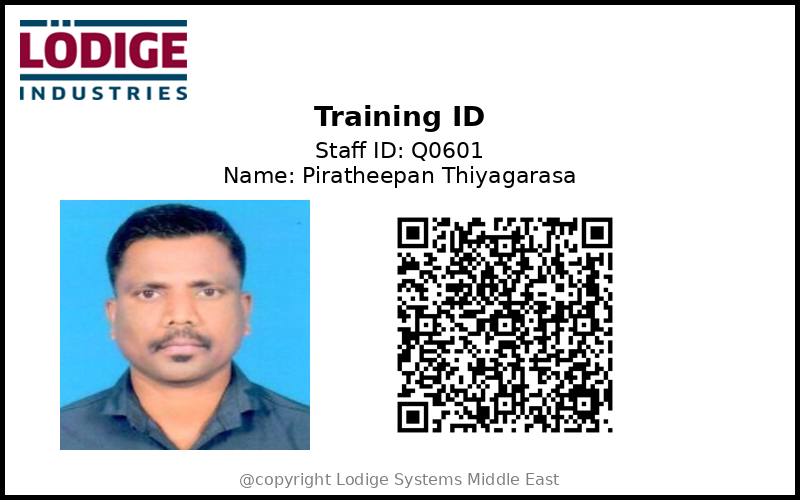 LÖDIGE
INDUSTRIES
Training ID
Staff ID: Q0601
Name: Piratheepan Thiyagarasa
@copyright Lodige Systems Middle East